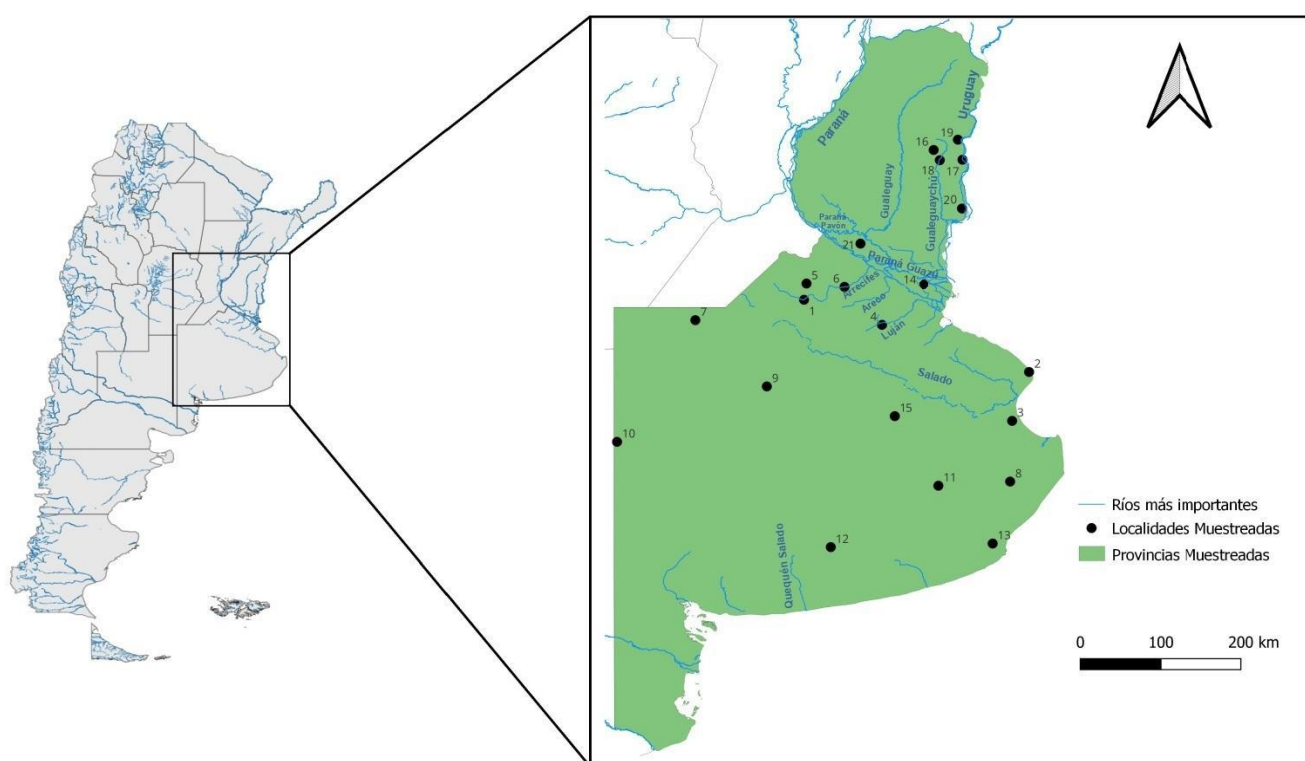 Paraná
Uruguay
19
16
18
17
Gualeguay
Gualeguaychú
20
Paraná
Pavón
21
Paraná Guazú
14
5
6
Arrecifes
1
Areco
7
4
Luján
2
9
Salado
15
3
10
11
8
12
13
Quequén Salado
Ríos más importantes
Localidades Muestreadas
Provincias Muestreadas
0 100 200 km